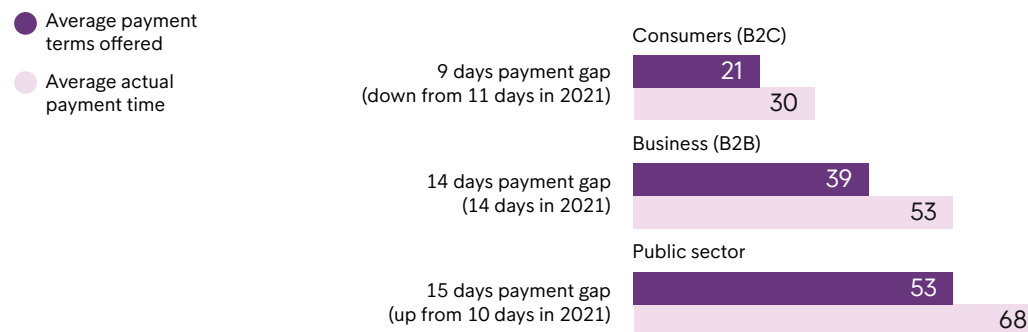 Average payment
terms offered
Average actual
payment time
Consumers (B2C)
9 days payment gap
(down from 11 days in 2021)
21
30
Business (B2B)
14 days payment gap
(14 days in 2021)
39
53
Public sector
15 days payment gap
(up from 10 days in 2021)
53
68